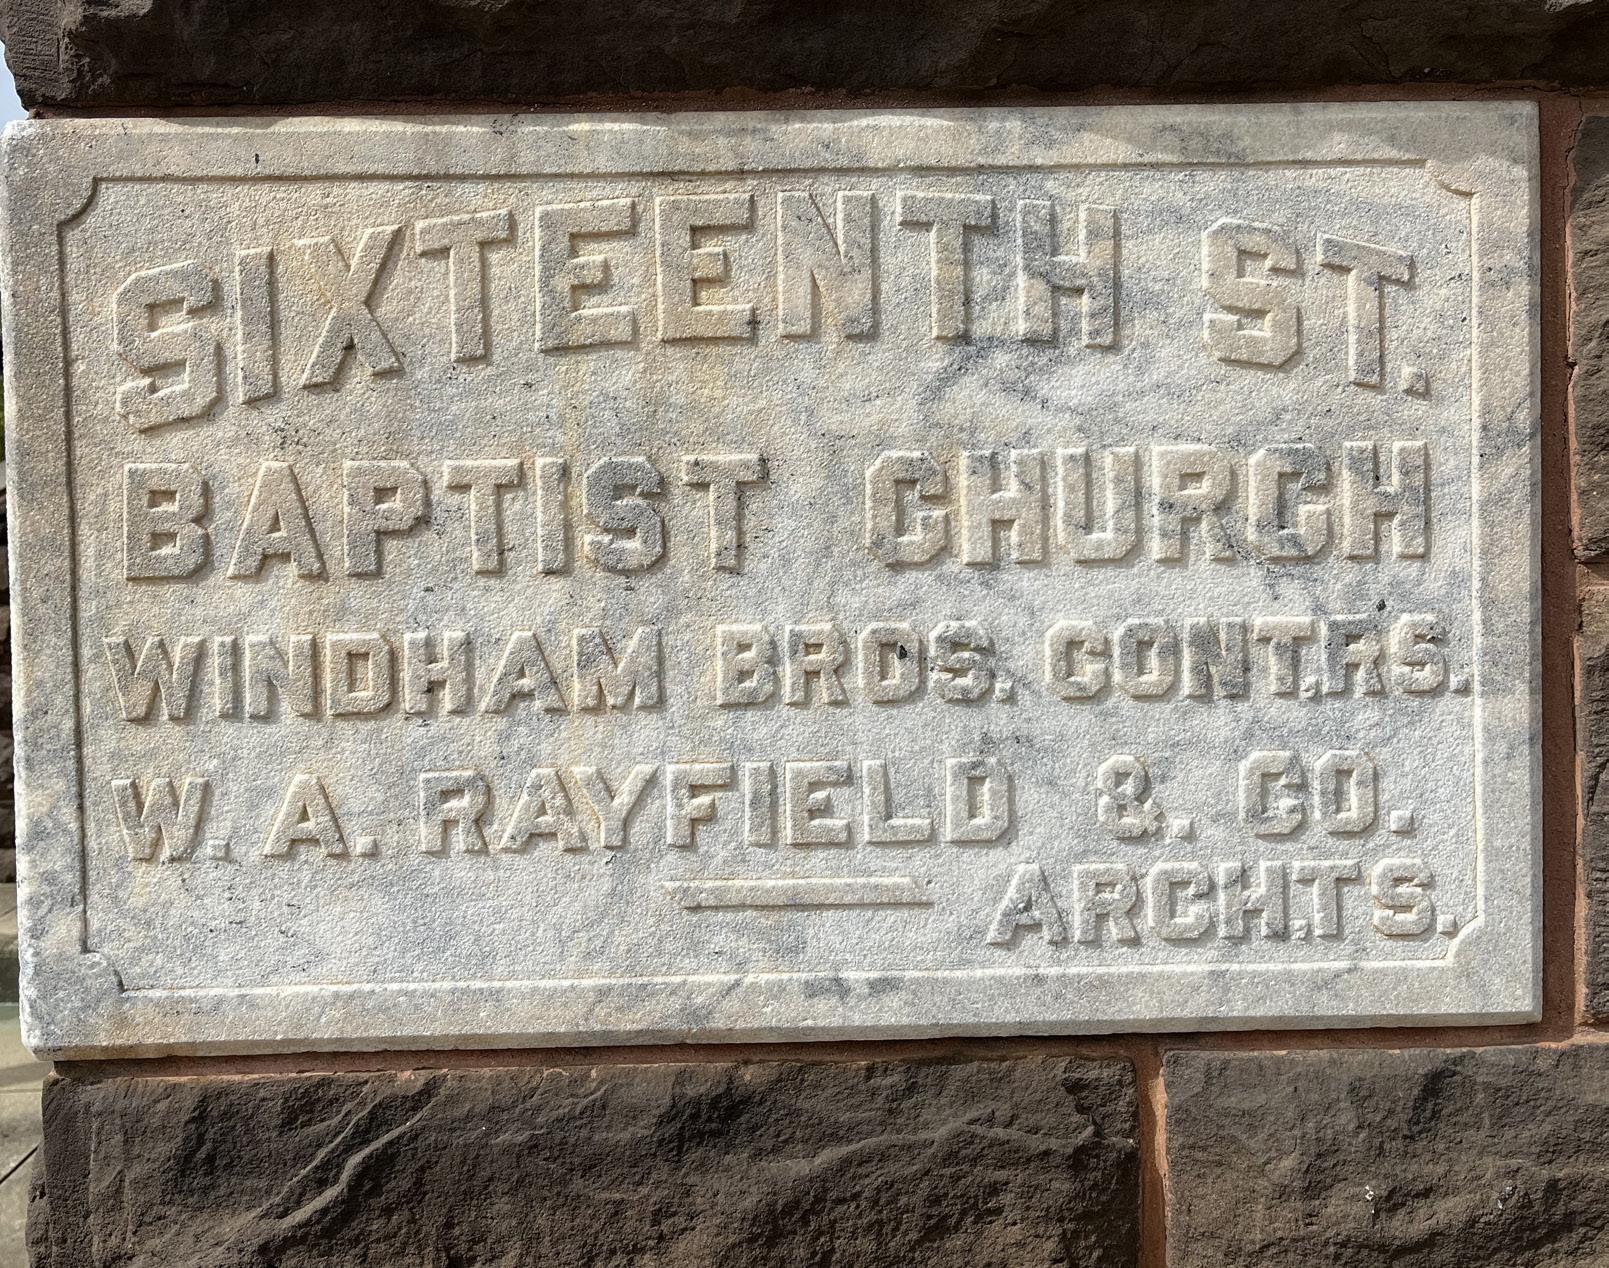 SIXTEENTH ST.
BAPTIST CHURCH
WINDHAM BROS. CONT,RS.
W. A. RAYFIELD &. CO.
ARCH,TS.